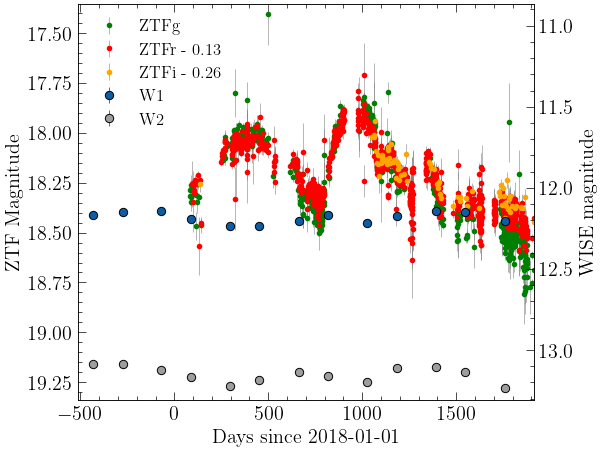 ZTFg
ZTFr - 0.13
ZTFi - 0.26
W1
W2
ZTF Magnitude
17.50
17.75
18.00
18.25
18.50
18.75
19.00
19.25
WISE magnitude
11.0
11.5
12.0
12.5
13.0
−500
0
500
1000
1500
Days since 2018-01-01